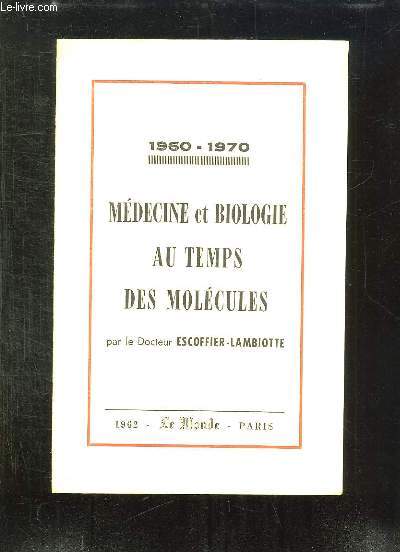 Le-livre.com
1960 - 1970
MÉDECINE et BIOLOGIE
AU TEMPS
DES MOLÉCULES
par le Docteur ESCOFFIER-LAMBIOTTE
1962 - Le Monde - PARIS